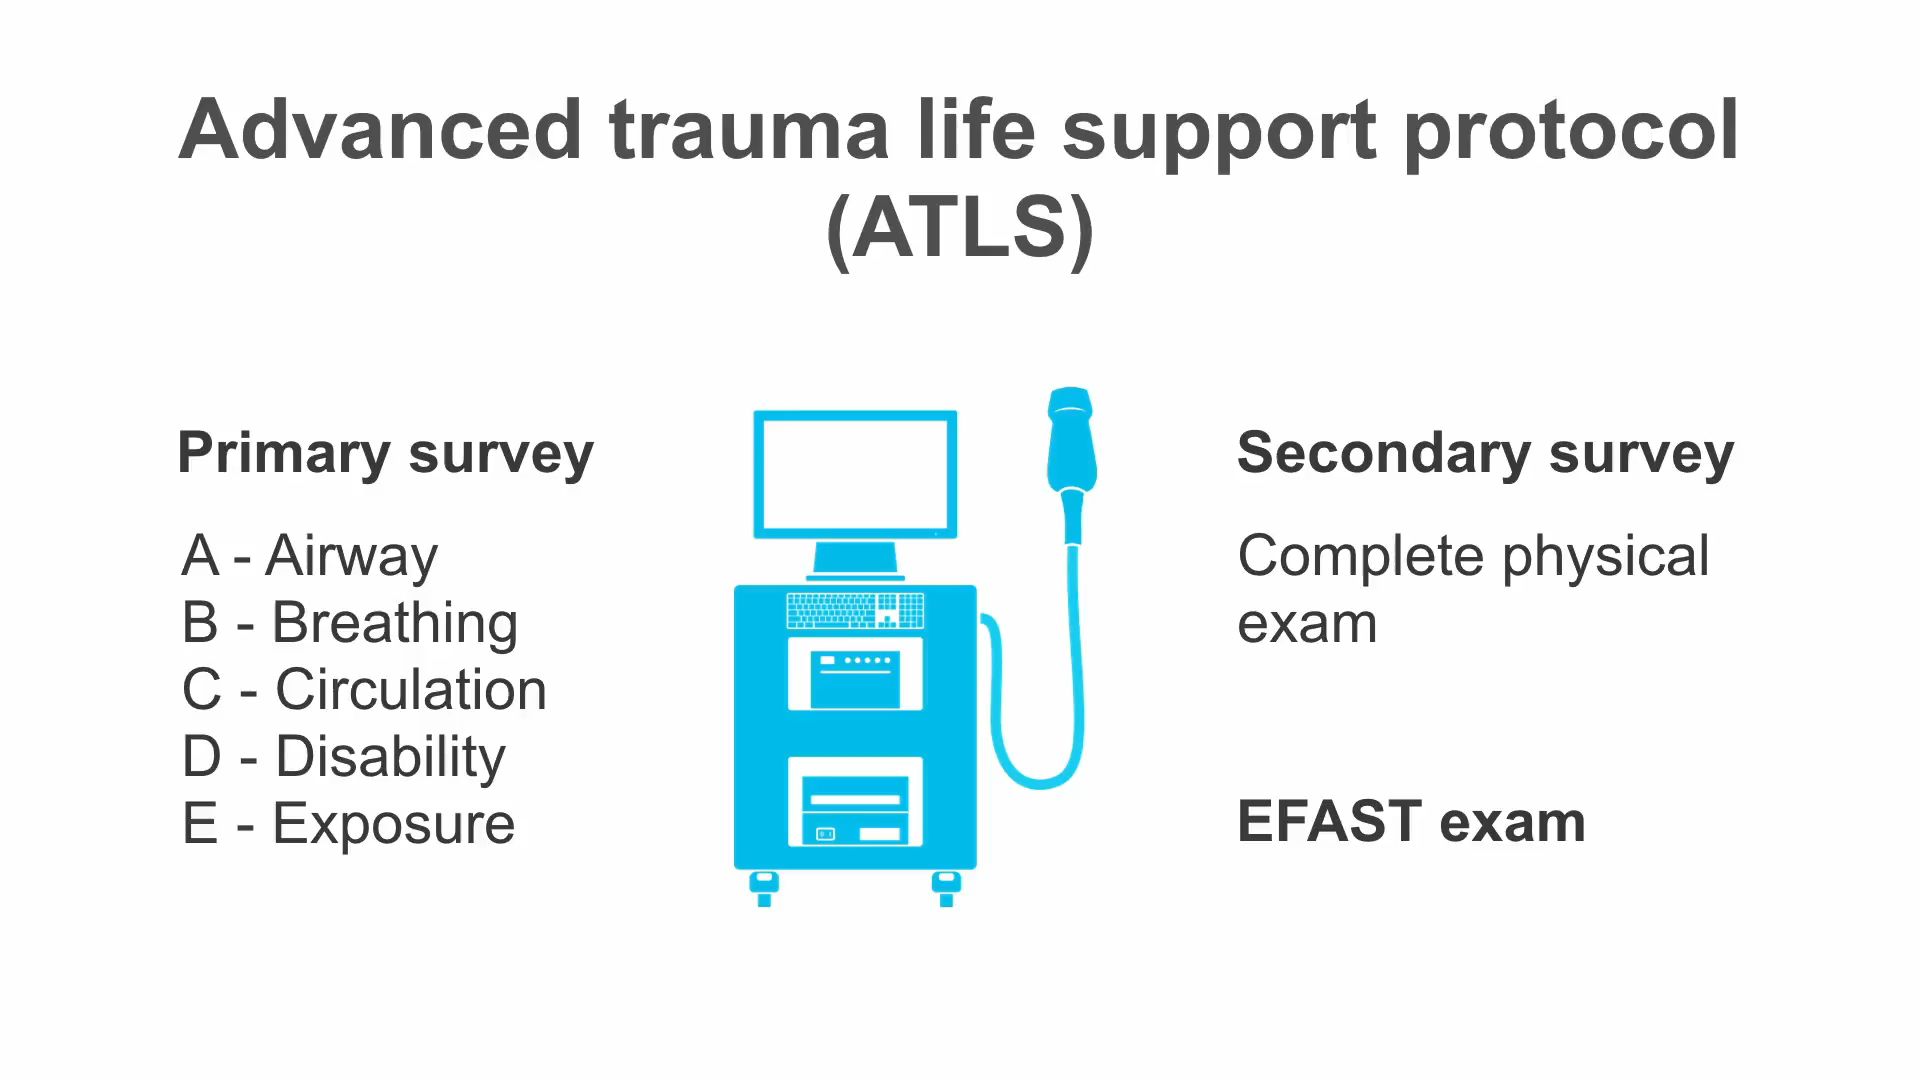 Advanced trauma life support protocol
(ATLS)
Primary survey
A - Airway
B - Breathing
C - Circulation
D - Disability
E - Exposure
Secondary survey
Complete physical
exam
EFAST exam